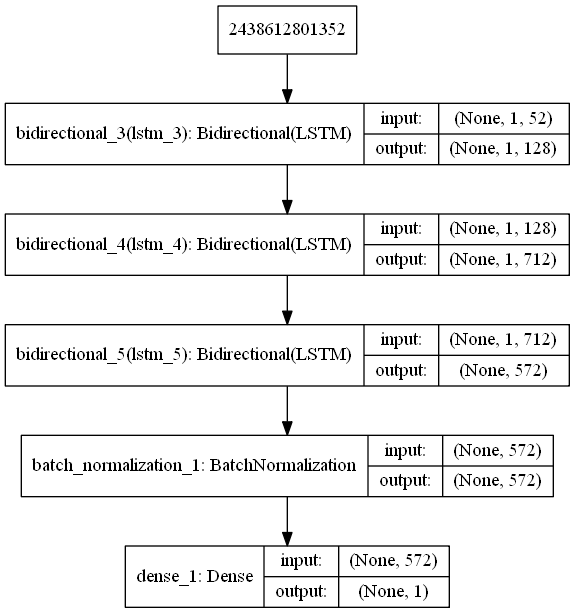 2438612801352
bidirectional_3(lstm_3): Bidirectional(LSTM)
input: (None, 1, 52)
output: (None, 1, 128)
bidirectional_4(lstm_4): Bidirectional(LSTM)
input: (None, 1, 128)
output: (None, 1, 712)
bidirectional_5(lstm_5): Bidirectional(LSTM)
input: (None, 1, 712)
output: (None, 572)
batch_normalization_1: BatchNormalization
input: (None, 572)
output: (None, 572)
dense_1: Dense
input: (None, 572)
output: (None, 1)